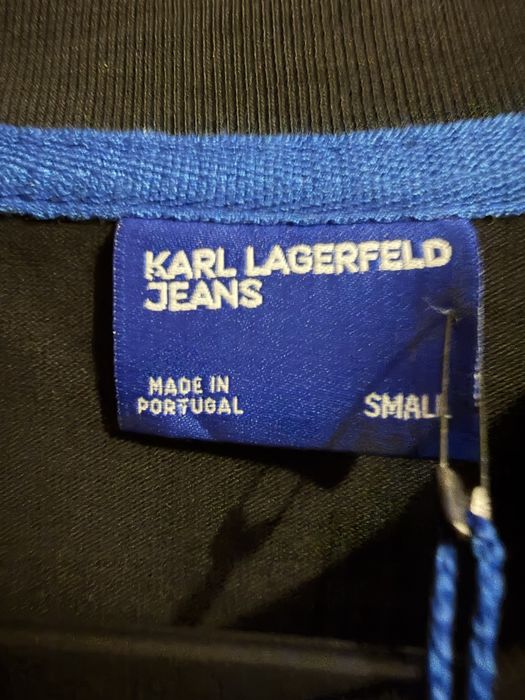 KARL LAGERFELD
JEANS
MADE IN
PORTUGAL
SMALL